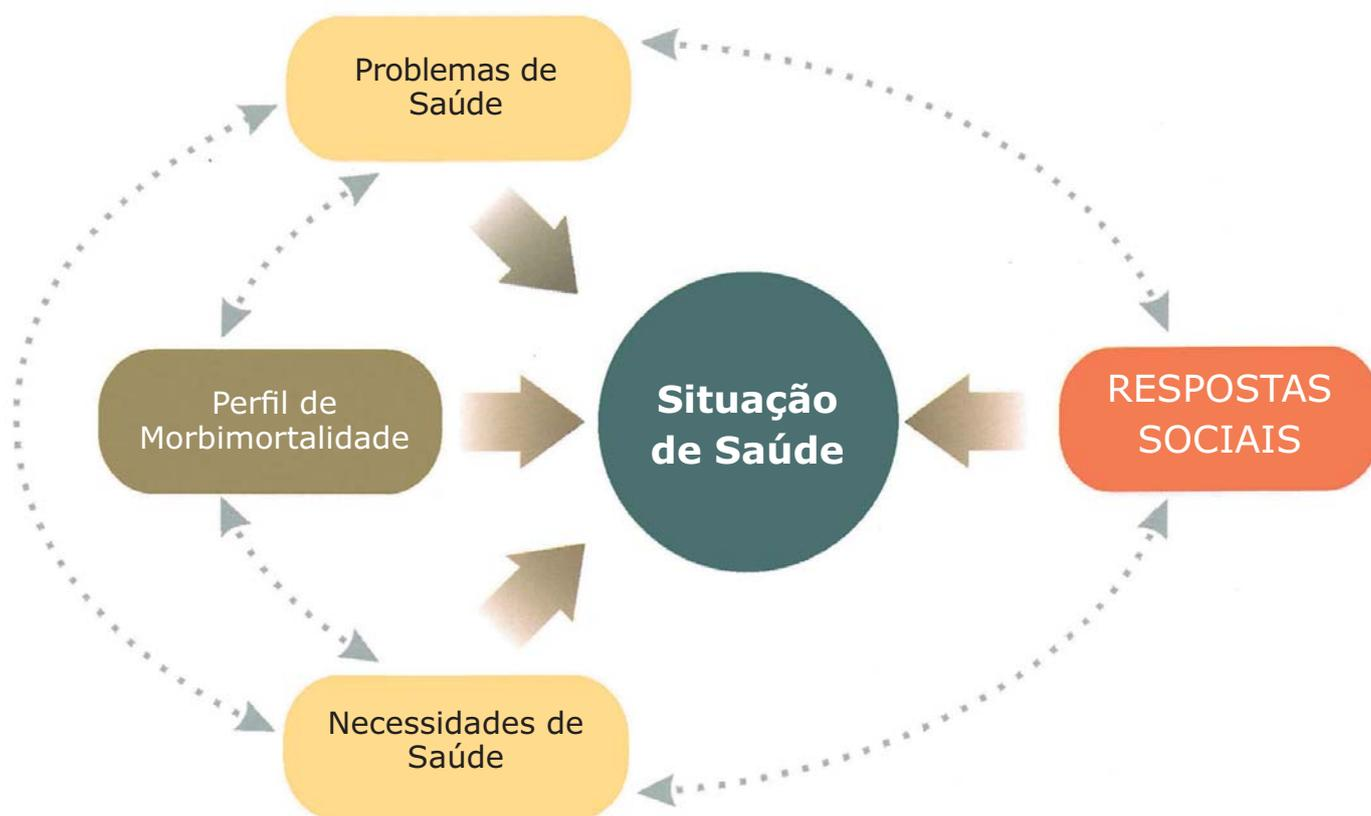 Problemas de
Saúde
Perfil de
Morbimortalidade
Situação
de Saúde
RESPOSTAS
SOCIAIS
Necessidades de
Saúde